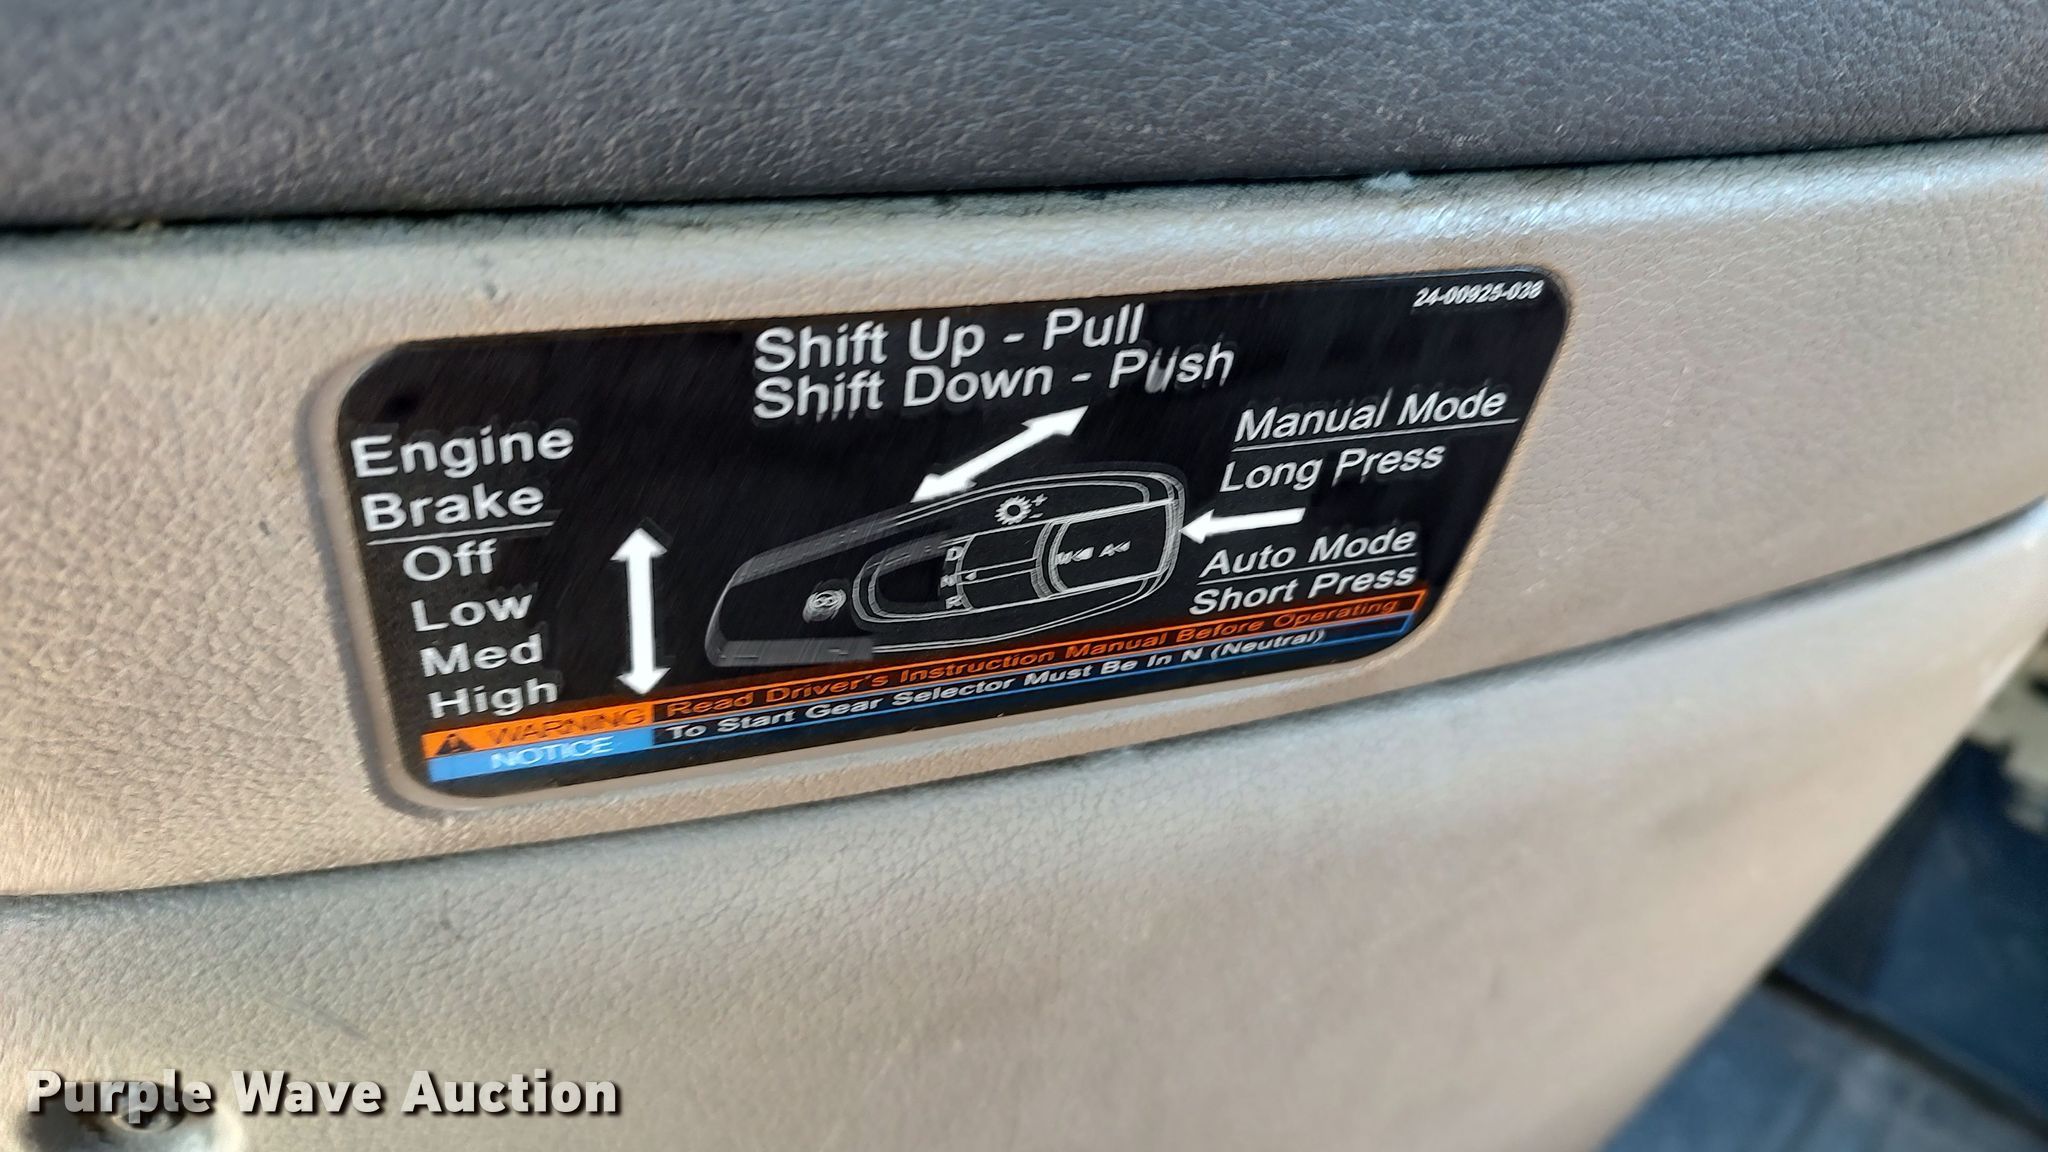 24-00925-038
Shift Up - Pull
Shift Down - Push
Engine
Brake
Off
Low
Med
High
Manual Mode
Long Press
Auto Mode
Short Press
D
N
R
M A
WARNING Read Driver's Instruction Manual Before Operating
NOTICE To Start Gear Selector Must Be In N (Neutral)
Purple Wave Auction